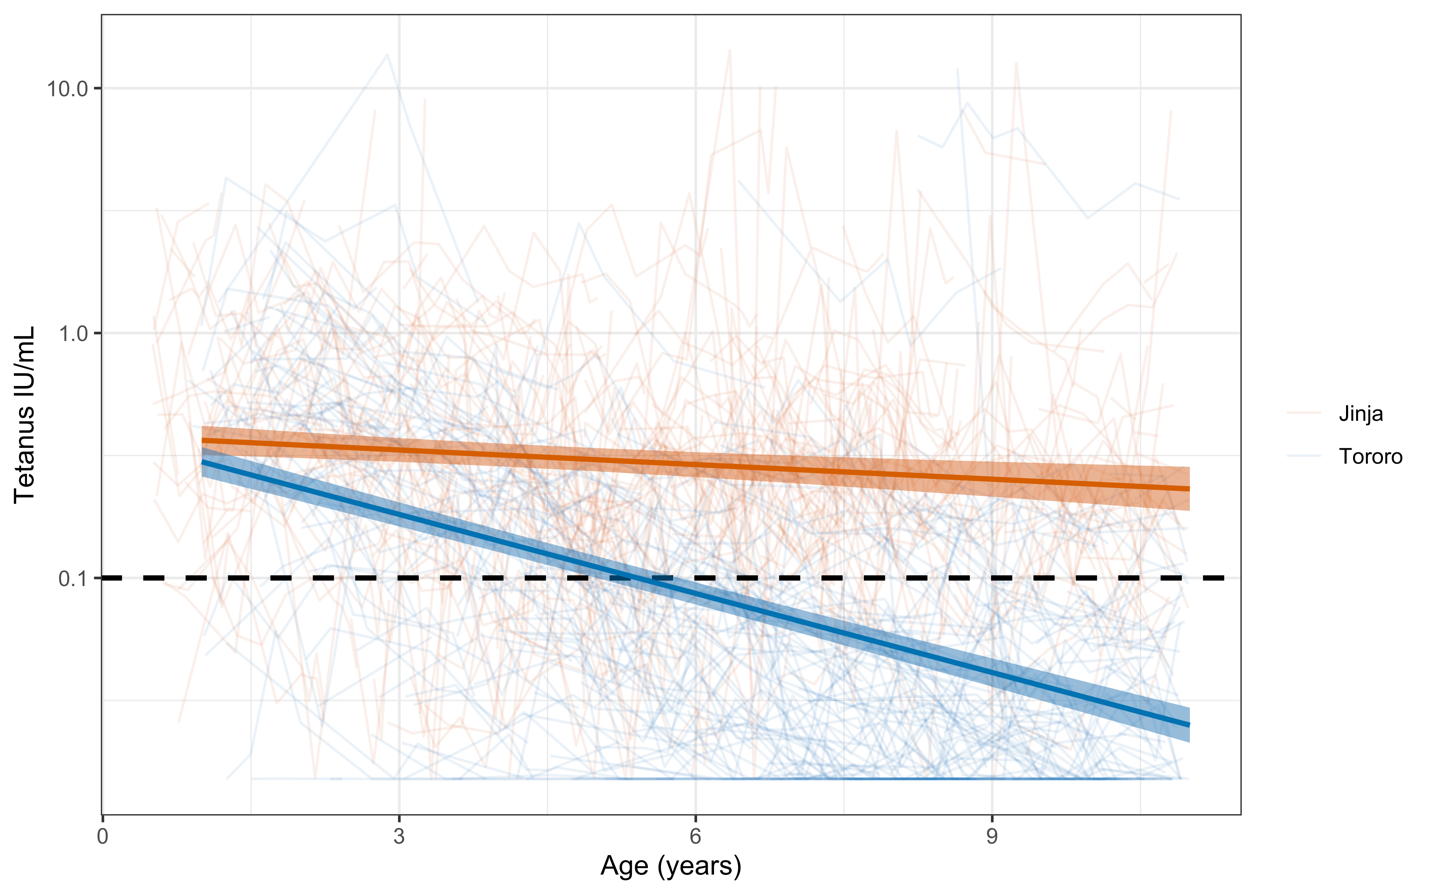 Tetanus IU/mL
10.0
1.0
0.1
0
3
6
9
Age (years)
Jinja
Tororo